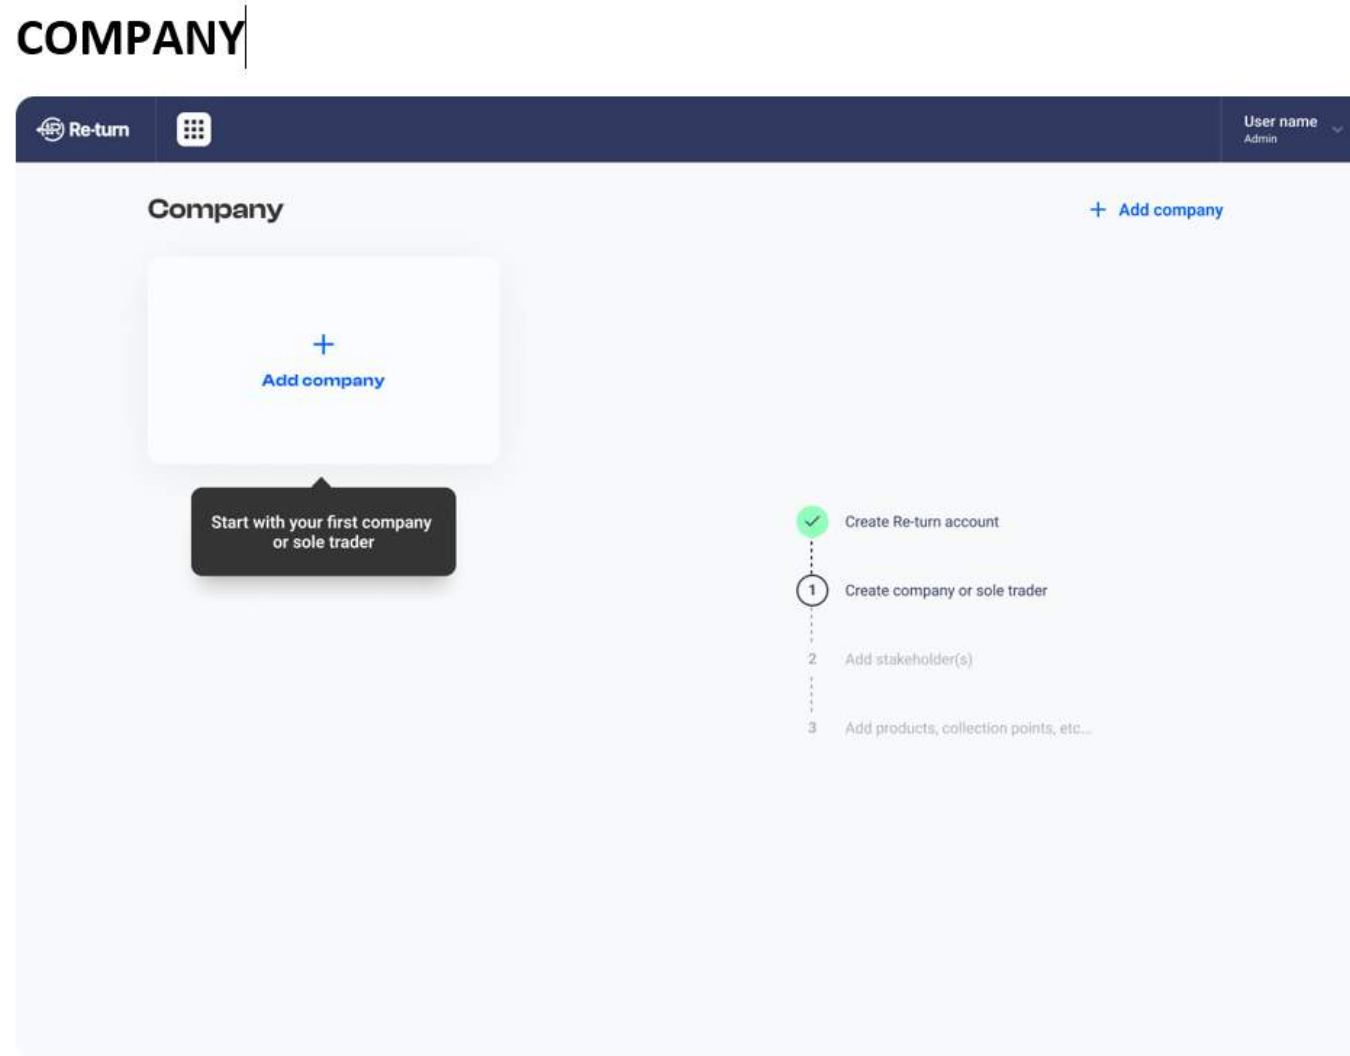 COMPANY
Re-turn
User name
Admin
Company
+ Add company
+
Add company
Start with your first company
or sole trader
Create Re-turn account
1 Create company or sole trader
2 Add stakeholder(s)
3 Add products, collection points, etc...